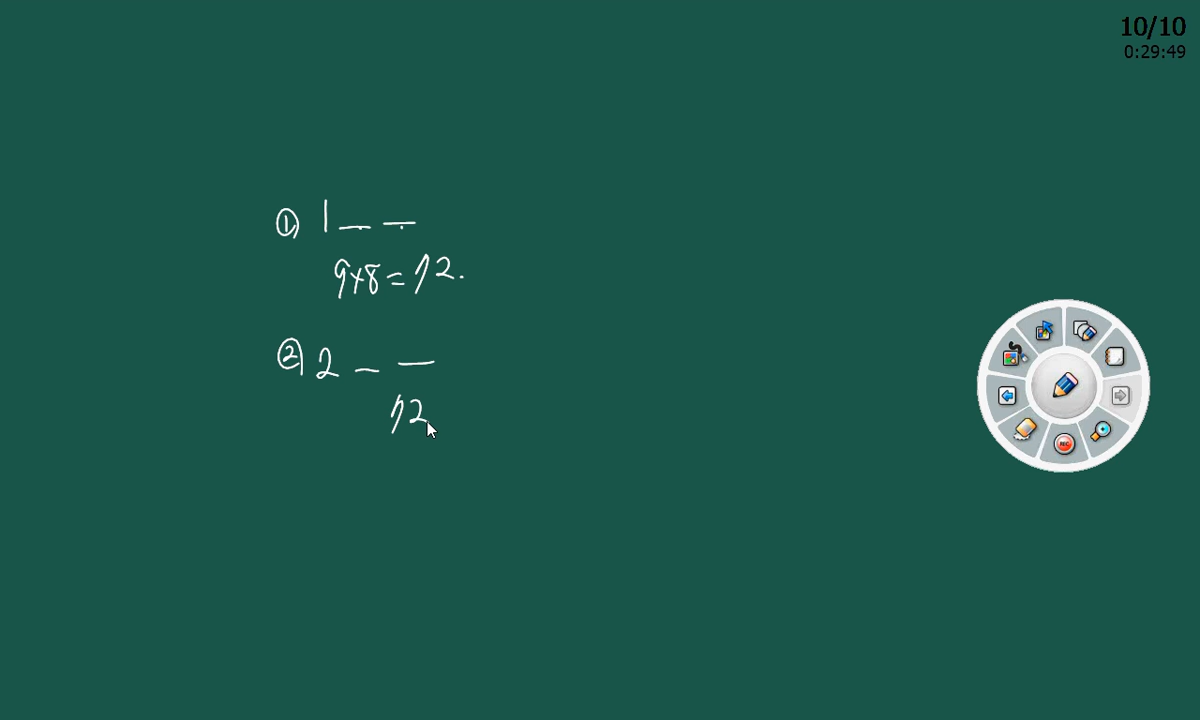 10/10
0:29:49
① 1 _ _
9×8=72.
② 2 _ _
72